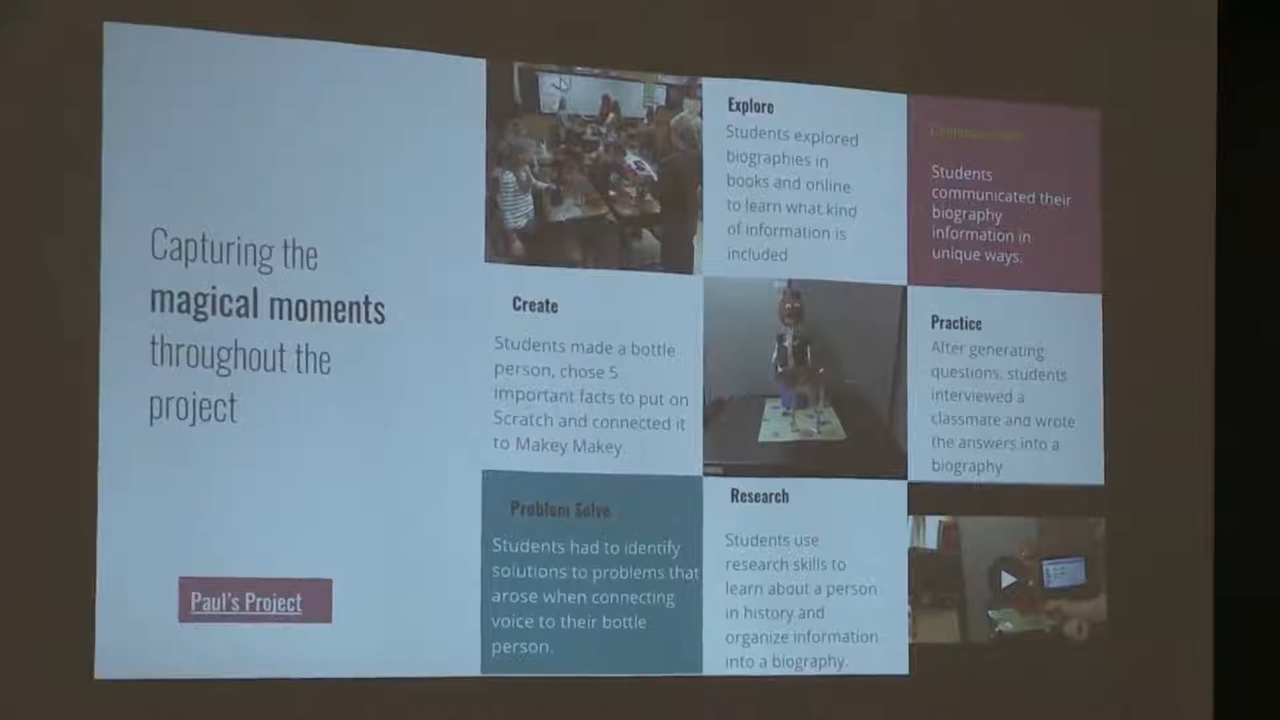 Capturing the
magical moments
throughout the
project
Paul's Project
Explore
Students explored
biographies in
books and online
to learn what kind
of information is
included
Communicate
Students
communicated their
biography
information in
unique ways.
Create
Students made a bottle
person, chose 5
important facts to put on
Scratch and connected it
to Makey Makey.
Practice
After generating
questions, students
interviewed a
classmate and wrote
the answers into a
biography
Problem Solve
Students had to identify
solutions to problems that
arose when connecting
voice to their bottle
person.
Research
Students use
research skills to
learn about a person
in history and
organize information
into a biography.